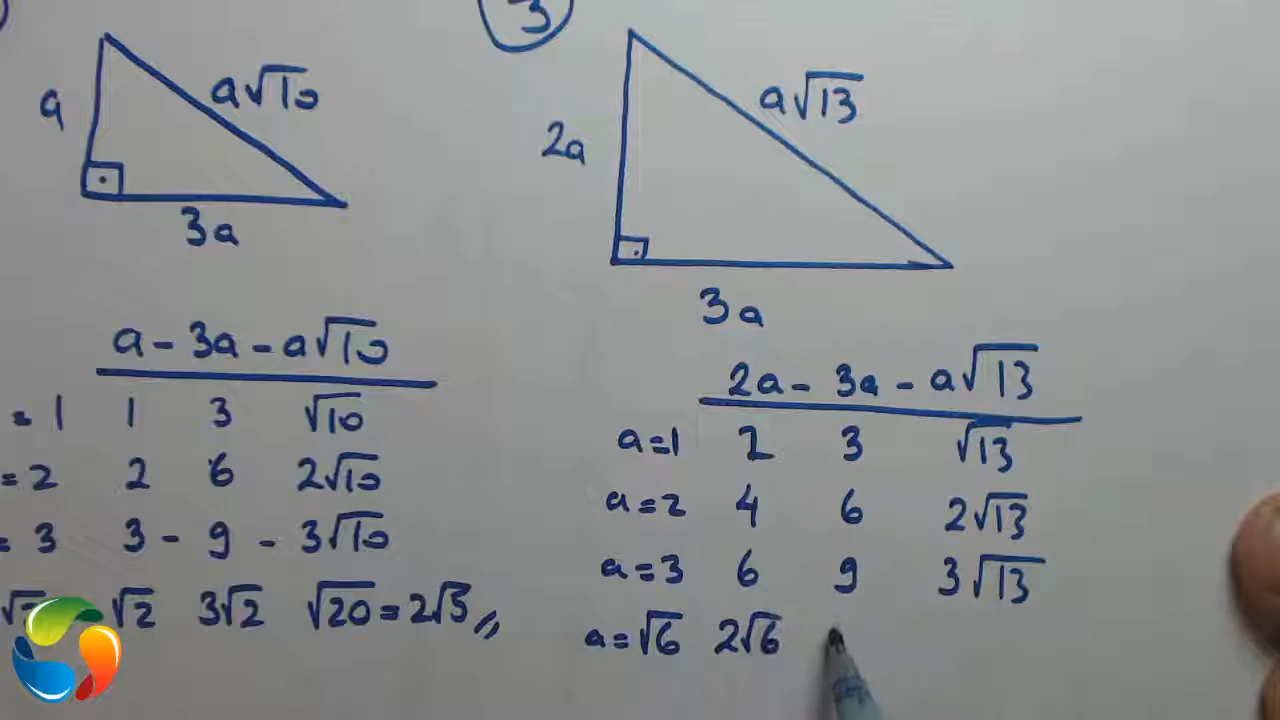 3
a
a√10
3a
a - 3a - a√10
= 1 1 3 √10
= 2 2 6 2√10
= 3 3 - 9 - 3√10
√2 3√2 √20 = 2√5 //
2a
a√13
3a
2a - 3a - a√13
a=1 2 3 √13
a=2 4 6 2√13
a=3 6 9 3√13
a=√6 2√6